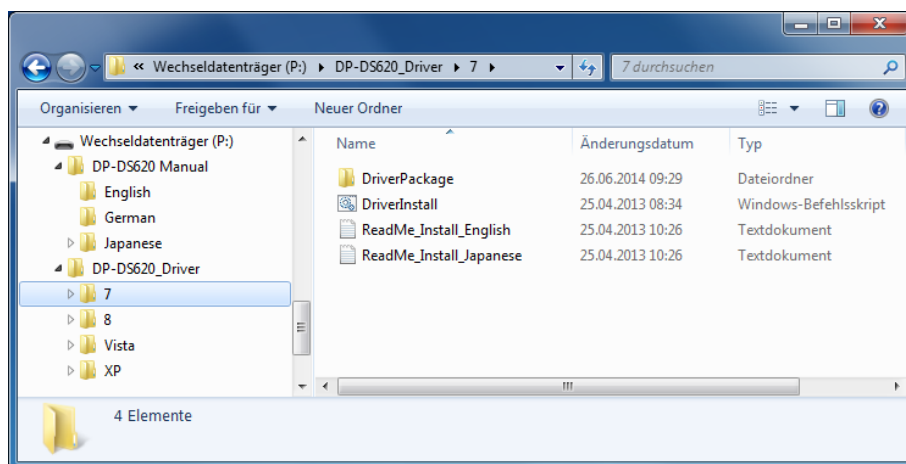 « Wechseldatenträger (P:) ▸ DP-DS620_Driver ▸ 7 ▸ 7 durchsuchen
Organisieren Freigeben für Neuer Ordner
Wechseldatenträger (P:)
DP-DS620 Manual
English
German
Japanese
DP-DS620_Driver
7
8
Vista
XP
Name Änderungsdatum Typ
DriverPackage 26.06.2014 09:29 Dateiordner
DriverInstall 25.04.2013 08:34 Windows-Befehlsskript
ReadMe_Install_English 25.04.2013 10:26 Textdokument
ReadMe_Install_Japanese 25.04.2013 10:26 Textdokument
4 Elemente